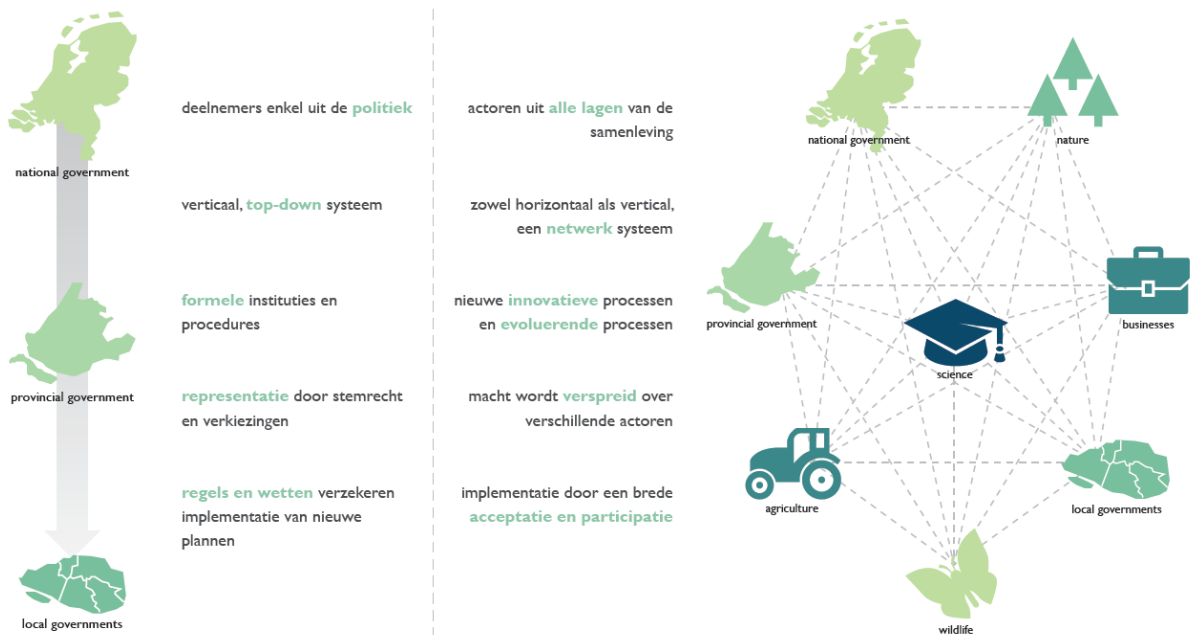 national government
provincial government
local governments
deelnemers enkel uit de politiek
verticaal, top-down systeem
formele instituties en
procedures
representatie door stemrecht
en verkiezingen
regels en wetten verzekeren
implementatie van nieuwe
plannen
actoren uit alle lagen van de
samenleving
zowel horizontaal als vertical,
een netwerk systeem
nieuwe innovatieve processen
en evoluerende processen
macht wordt verspreid over
verschillende actoren
implementatie door een brede
acceptatie en participatie
national government
nature
provincial government
businesses
science
agriculture
local governments
wildlife